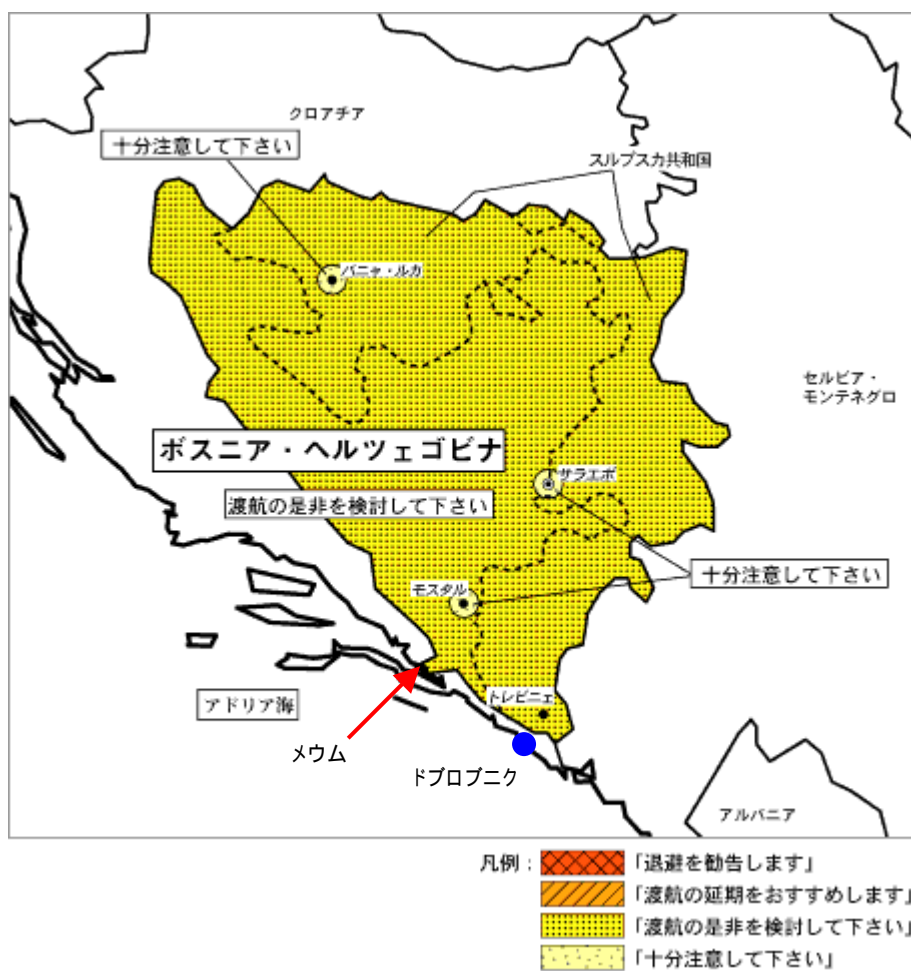 クロアチア
十分注意して下さい
スルプスカ共和国
バニャ・ルカ
セルビア・
モンテネグロ
ボスニア・ヘルツェゴビナ
サラエボ
渡航の是非を検討して下さい
十分注意して下さい
モスタル
トレビニェ
アドリア海
メウム
ドブロブニク
アルバニア
凡例：
「退避を勧告します」
「渡航の延期をおすすめします」
「渡航の是非を検討して下さい」
「十分注意して下さい」